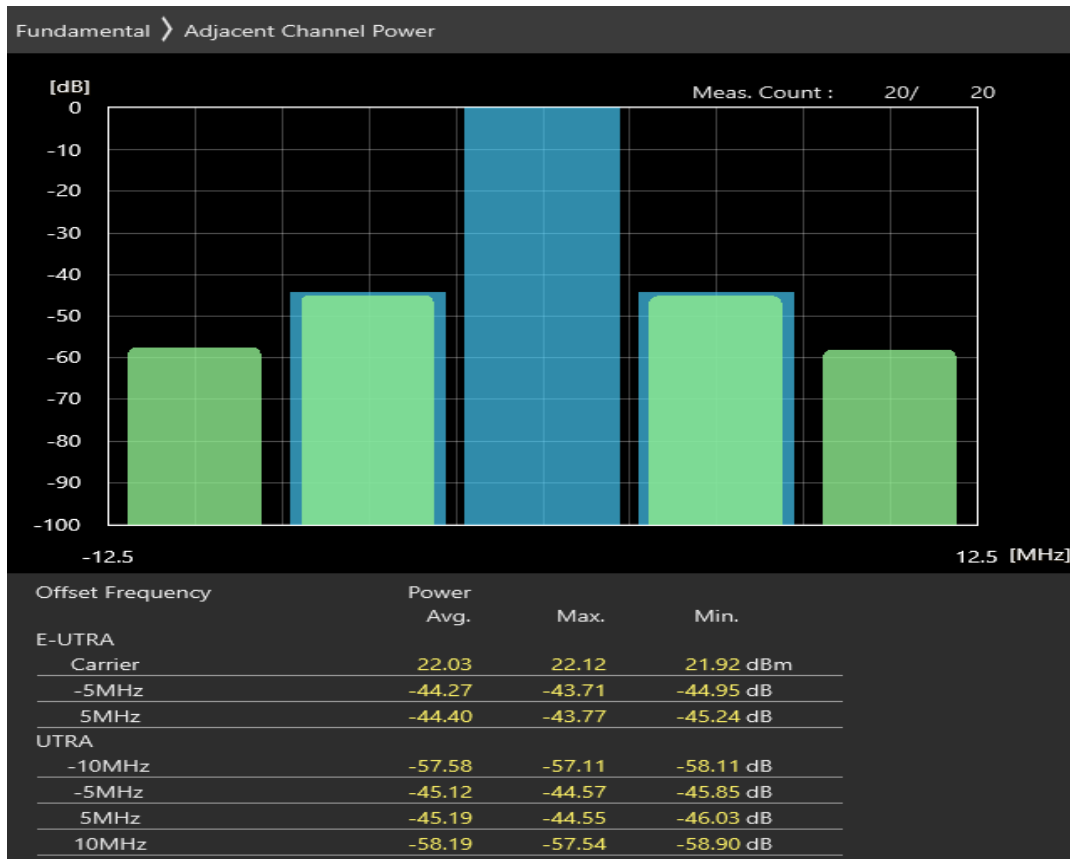 Fundamental ❯ Adjacent Channel Power
[dB]
Meas. Count : 20/ 20
0
-10
-20
-30
-40
-50
-60
-70
-80
-90
-100
-12.5 12.5 [MHz]
Offset Frequency Power
Avg. Max. Min.
E-UTRA
Carrier 22.03 22.12 21.92 dBm
-5MHz -44.27 -43.71 -44.95 dB
5MHz -44.40 -43.77 -45.24 dB
UTRA
-10MHz -57.58 -57.11 -58.11 dB
-5MHz -45.12 -44.57 -45.85 dB
5MHz -45.19 -44.55 -46.03 dB
10MHz -58.19 -57.54 -58.90 dB